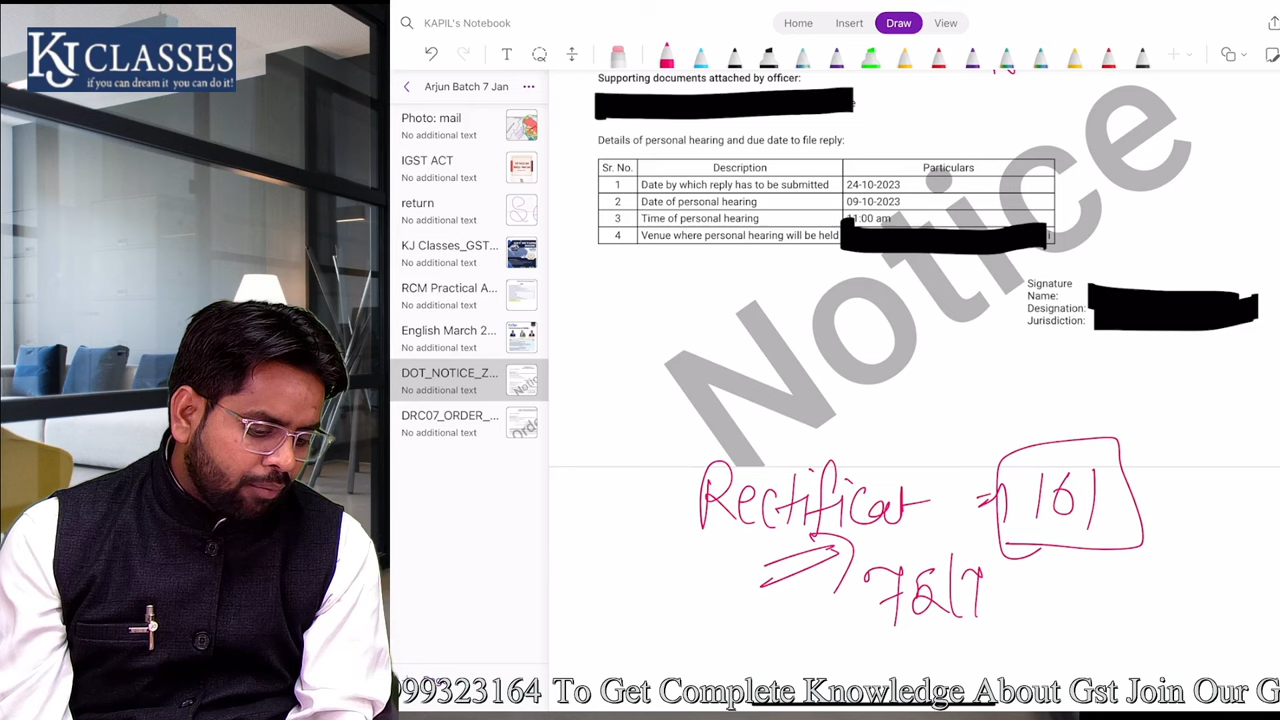 KJ CLASSES
if you can dream it you can do it!
KAPIL's Notebook
Home Insert Draw View
Arjun Batch 7 Jan
Photo: mail
No additional text
IGST ACT
No additional text
return
No additional text
KJ Classes_GST...
No additional text
RCM Practical A...
No additional text
English March 2...
No additional text
DOT_NOTICE_Z...
No additional text
DRC07_ORDER_...
No additional text
Supporting documents attached by officer:
Details of personal hearing and due date to file reply:
Sr. No. Description Particulars
1 Date by which reply has to be submitted 24-10-2023
2 Date of personal hearing 09-10-2023
3 Time of personal hearing 11:00 am
4 Venue where personal hearing will be held
Signature
Name:
Designation:
Jurisdiction:
Notice
Rectificat => 161
999323164 To Get Complete Knowledge About Gst Join Our G